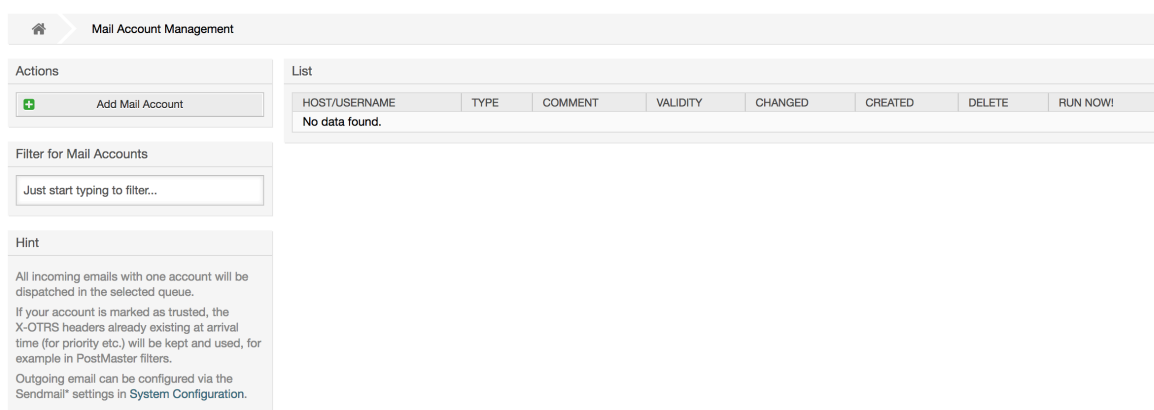 Mail Account Management
Actions
Add Mail Account
Filter for Mail Accounts
Just start typing to filter...
Hint
All incoming emails with one account will be
dispatched in the selected queue.
If your account is marked as trusted, the
X-OTRS headers already existing at arrival
time (for priority etc.) will be kept and used, for
example in PostMaster filters.
Outgoing email can be configured via the
Sendmail* settings in System Configuration.
List
HOST/USERNAME TYPE COMMENT VALIDITY CHANGED CREATED DELETE RUN NOW!
No data found.